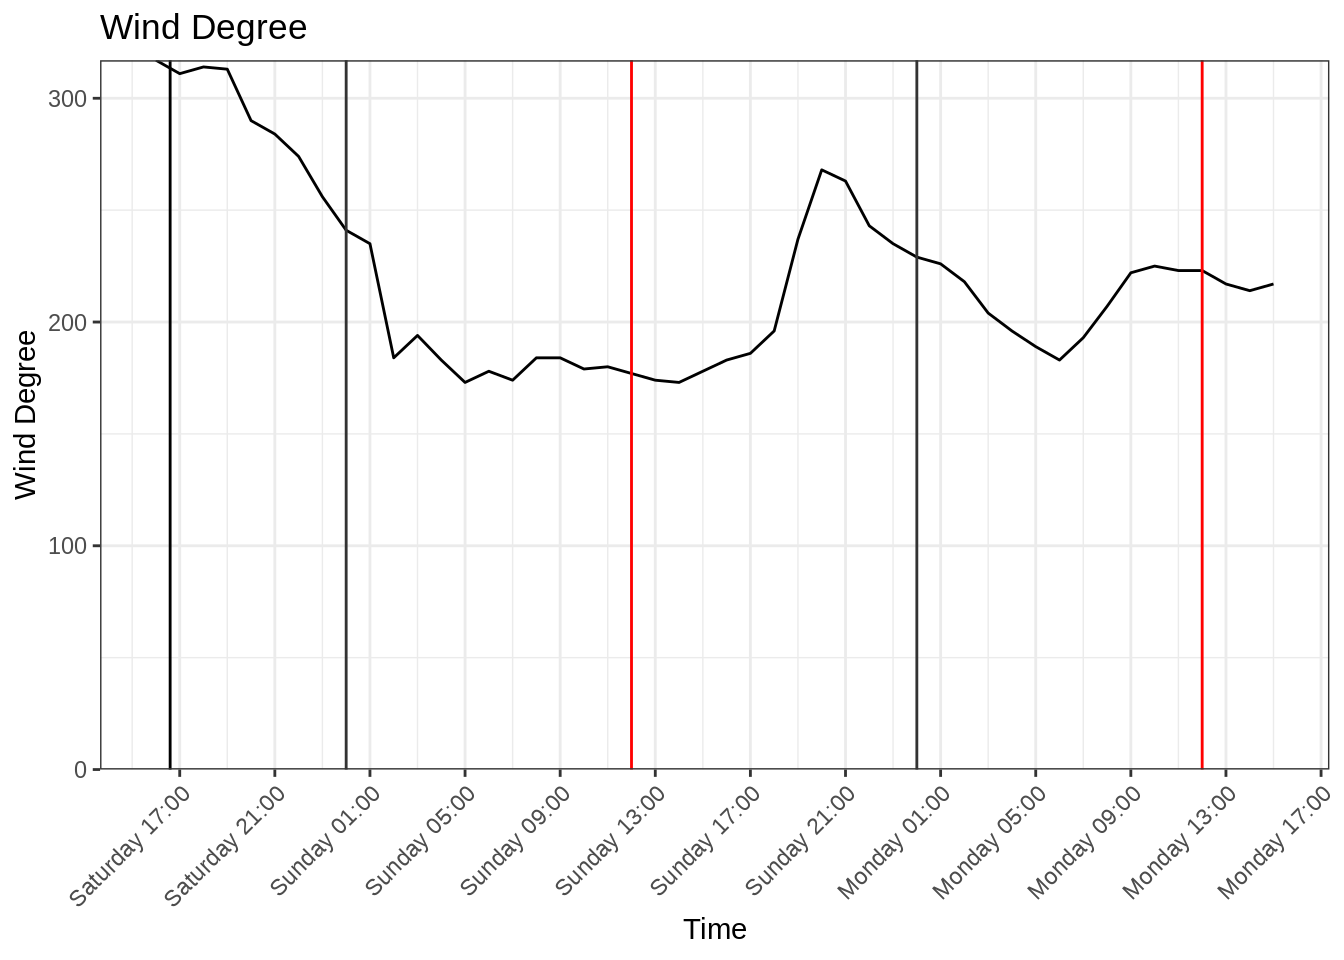 Wind Degree
Wind Degree
300
200
100
0
Saturday 17:00
Saturday 21:00
Sunday 01:00
Sunday 05:00
Sunday 09:00
Sunday 13:00
Sunday 17:00
Sunday 21:00
Monday 01:00
Monday 05:00
Monday 09:00
Monday 13:00
Monday 17:00
Time